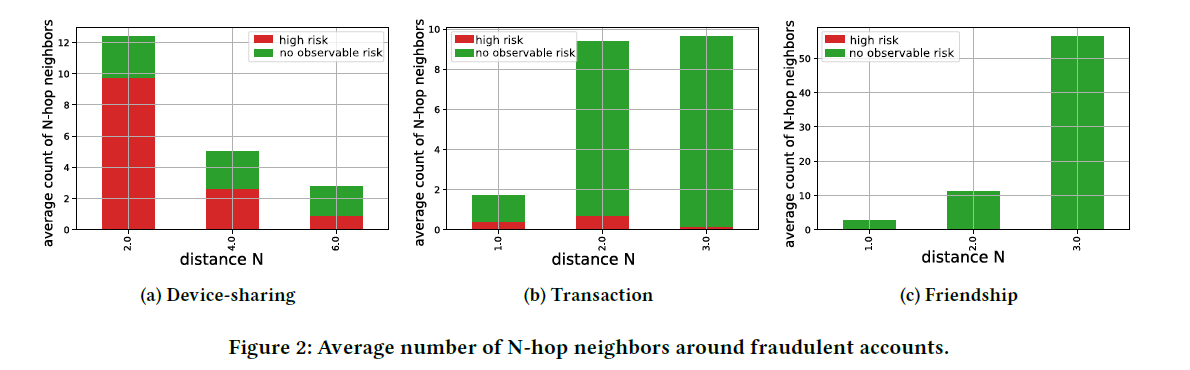 average count of N-hop neighbors
12
10
8
6
4
2
0
high risk
no observable risk
2.0
4.0
6.0
distance N
(a) Device-sharing
average count of N-hop neighbors
10
8
6
4
2
0
high risk
no observable risk
1.0
2.0
3.0
distance N
(b) Transaction
average count of N-hop neighbors
50
40
30
20
10
0
high risk
no observable risk
1.0
2.0
3.0
distance N
(c) Friendship
Figure 2: Average number of N-hop neighbors around fraudulent accounts.